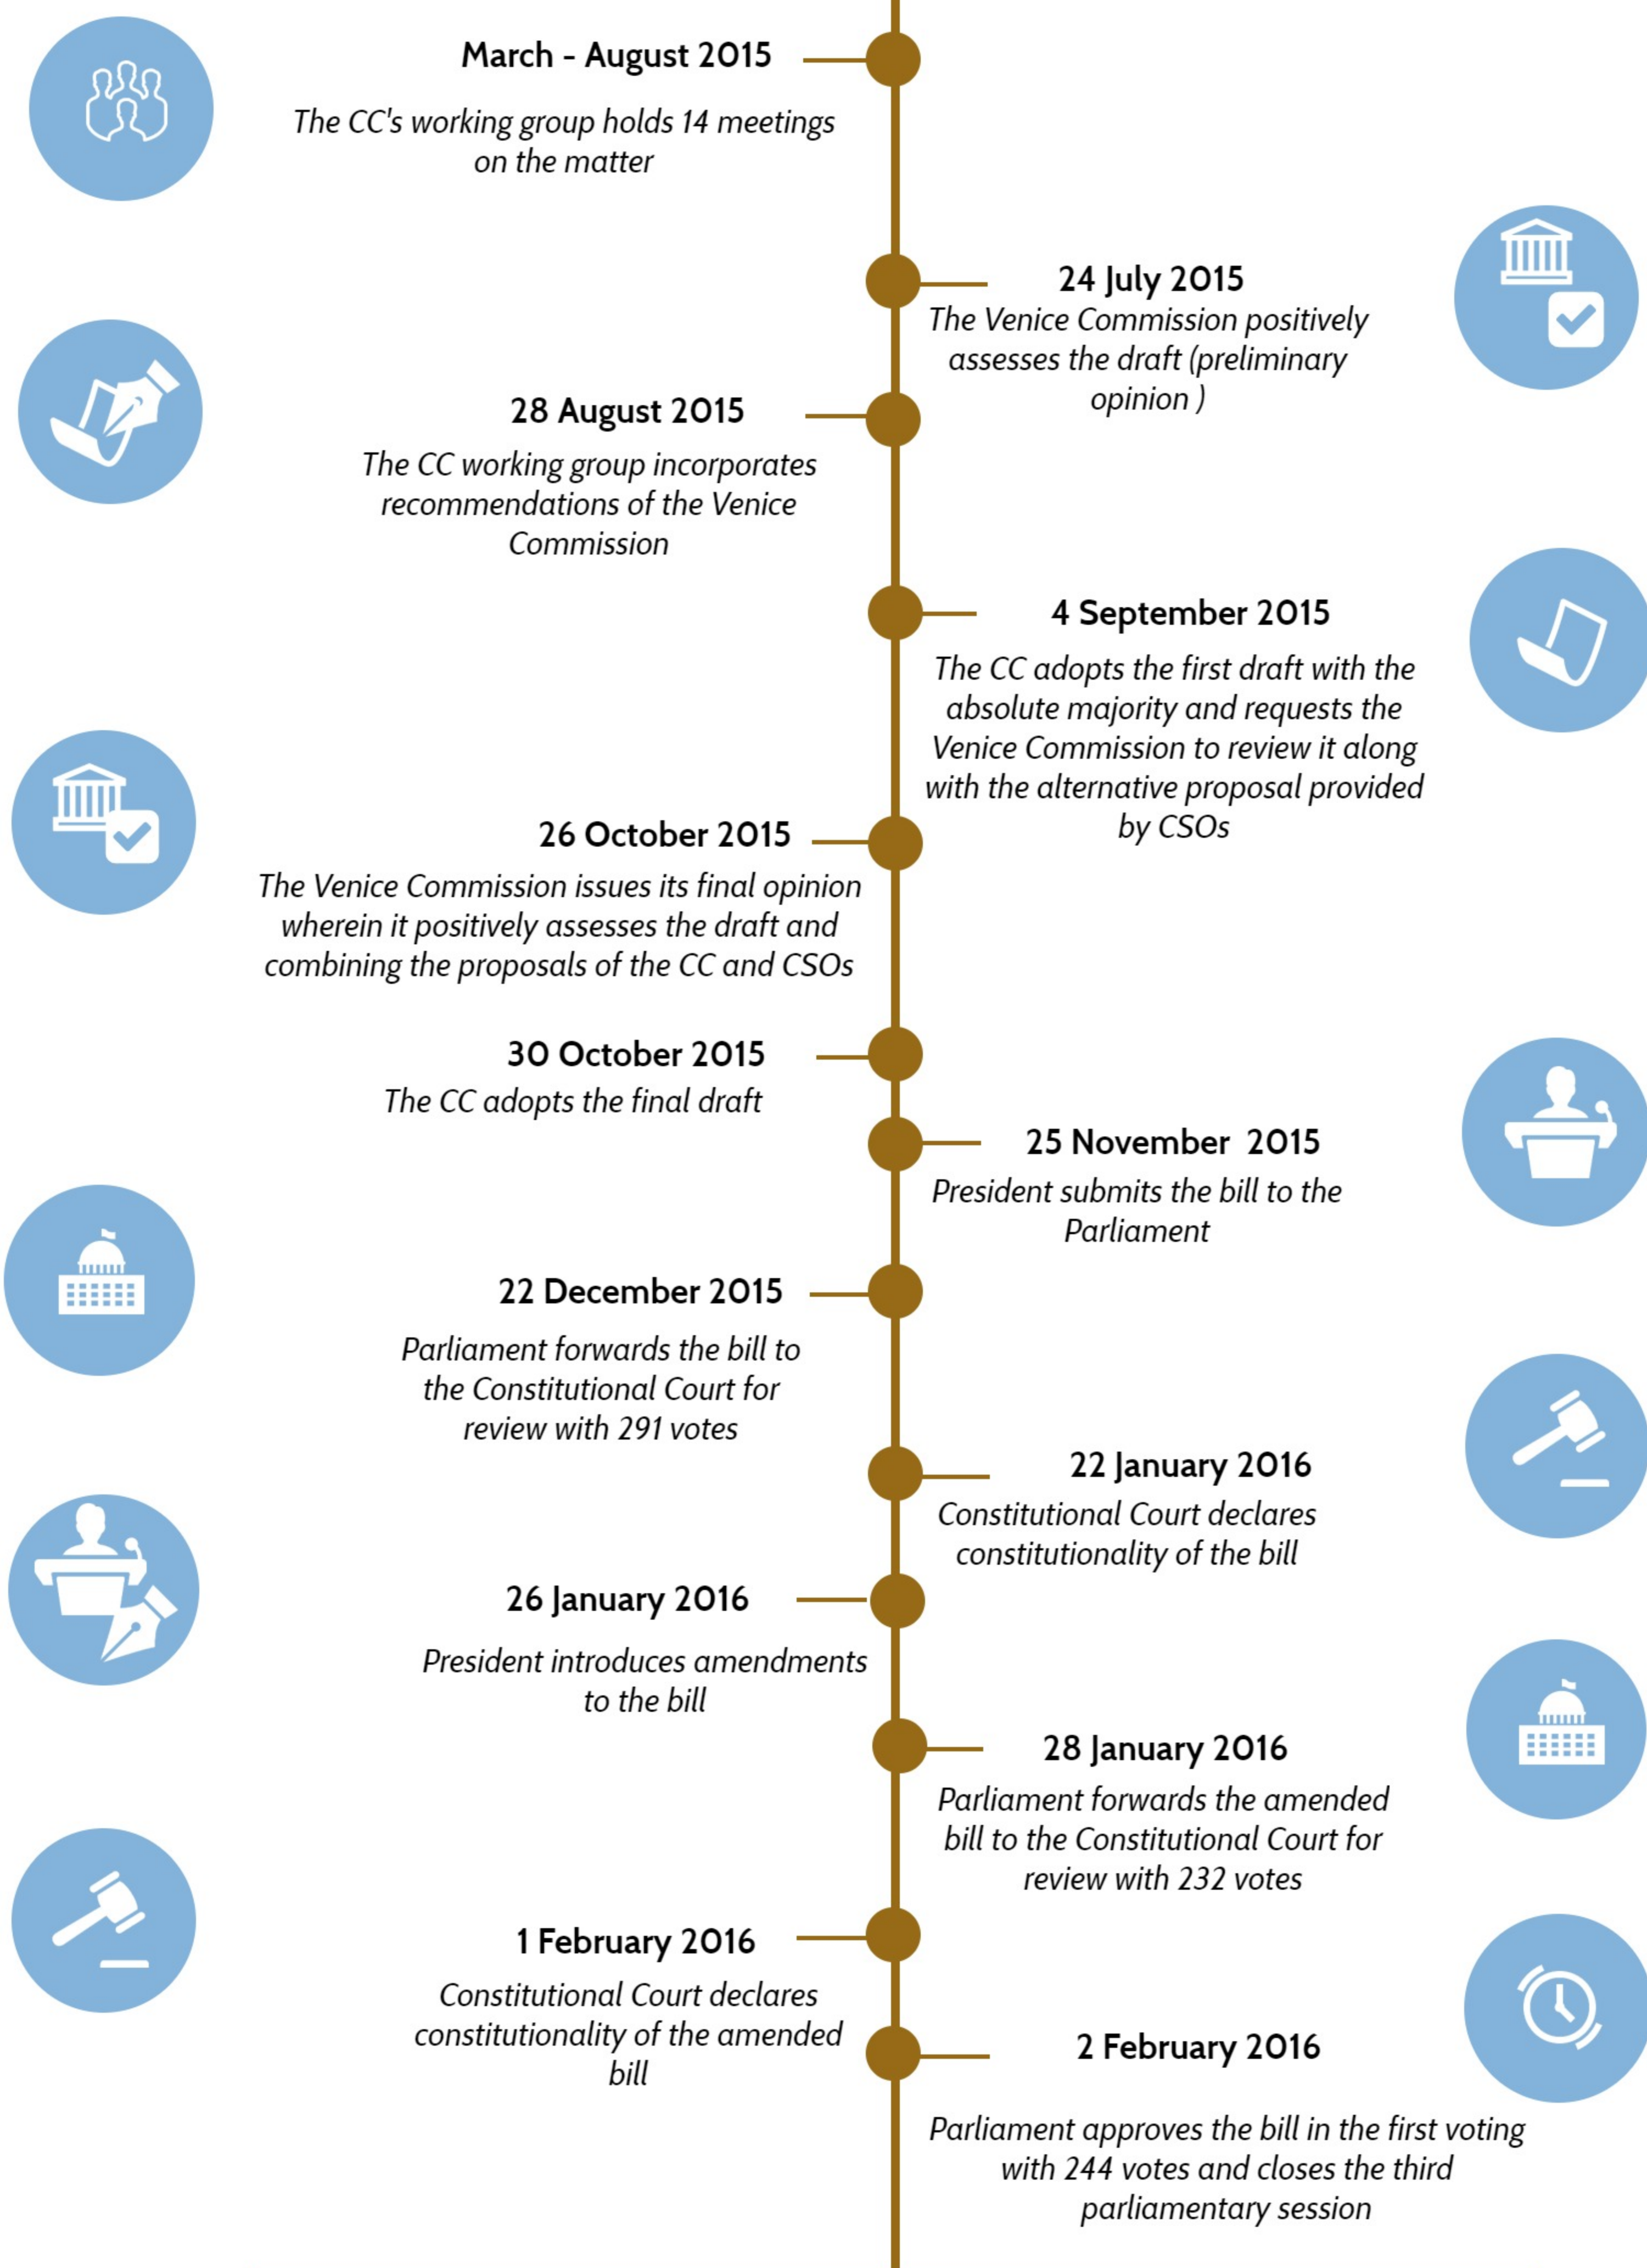 March - August 2015
The CC's working group holds 14 meetings
on the matter
24 July 2015
The Venice Commission positively
assesses the draft (preliminary
opinion )
28 August 2015
The CC working group incorporates
recommendations of the Venice
Commission
4 September 2015
The CC adopts the first draft with the
absolute majority and requests the
Venice Commission to review it along
with the alternative proposal provided
by CSOs
26 October 2015
The Venice Commission issues its final opinion
wherein it positively assesses the draft and
combining the proposals of the CC and CSOs
30 October 2015
The CC adopts the final draft
25 November 2015
President submits the bill to the
Parliament
22 December 2015
Parliament forwards the bill to
the Constitutional Court for
review with 291 votes
22 January 2016
Constitutional Court declares
constitutionality of the bill
26 January 2016
President introduces amendments
to the bill
28 January 2016
Parliament forwards the amended
bill to the Constitutional Court for
review with 232 votes
1 February 2016
Constitutional Court declares
constitutionality of the amended
bill
2 February 2016
Parliament approves the bill in the first voting
with 244 votes and closes the third
parliamentary session